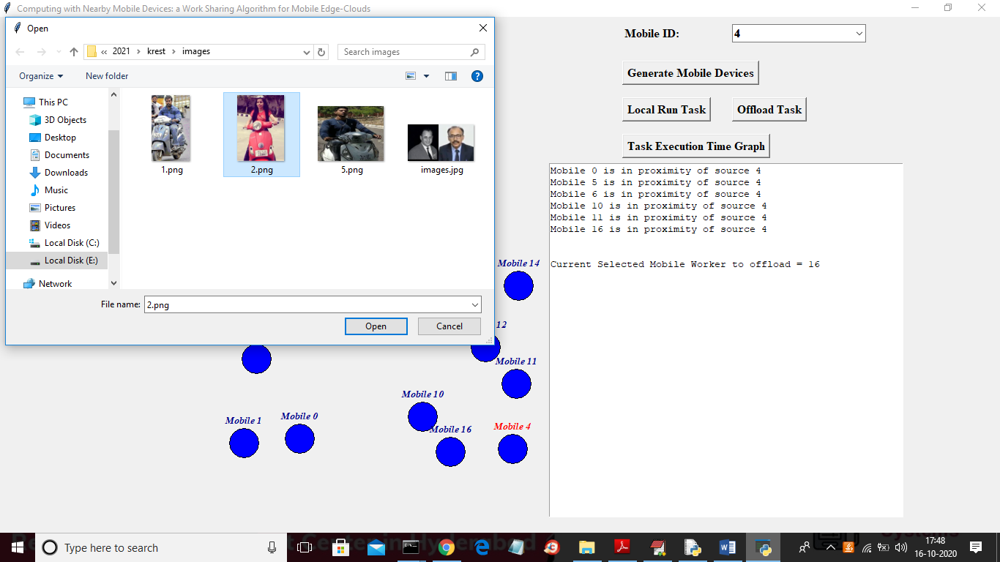 Computing with Nearby Mobile Devices: a Work Sharing Algorithm for Mobile Edge-Clouds
Open
« 2021 › krest › images
Search images
Organize
New folder
This PC
3D Objects
Desktop
Documents
Downloads
Music
Pictures
Videos
Local Disk (C:)
Local Disk (E:)
Network
1.png
2.png
5.png
images.jpg
File name:
2.png
Open
Cancel
Mobile ID:
4
Generate Mobile Devices
Local Run Task
Offload Task
Task Execution Time Graph
Mobile 0 is in proximity of source 4
Mobile 5 is in proximity of source 4
Mobile 6 is in proximity of source 4
Mobile 10 is in proximity of source 4
Mobile 11 is in proximity of source 4
Mobile 16 is in proximity of source 4
Current Selected Mobile Worker to offload = 16
Mobile 14
12
Mobile 11
Mobile 10
Mobile 1
Mobile 0
Mobile 16
Mobile 4
Type here to search
17:48
16-10-2020